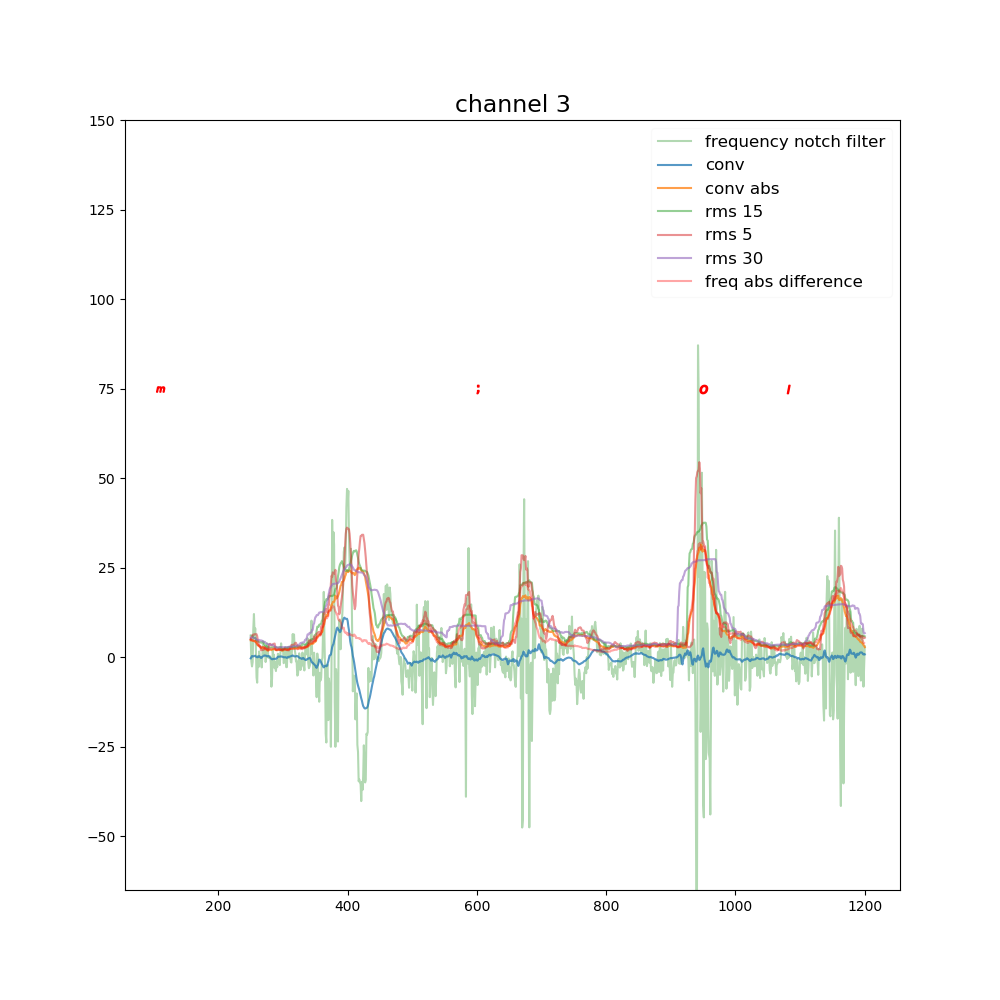 channel 3
150
125
100
75
50
25
0
−25
−50
frequency notch filter
conv
conv abs
rms 15
rms 5
rms 30
freq abs difference
m ; o l
200 400 600 800 1000 1200